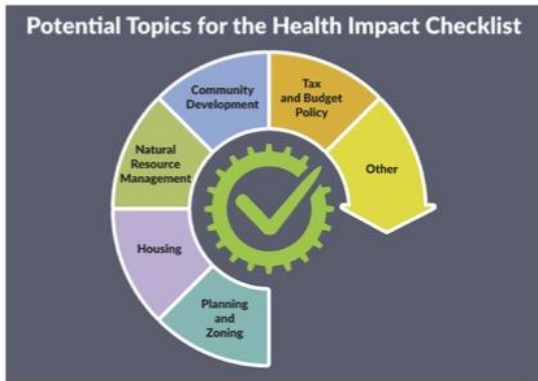 Potential Topics for the Health Impact Checklist
Community
Development
Tax
and Budget
Policy
Natural
Resource
Management
Other
Housing
Planning
and
Zoning